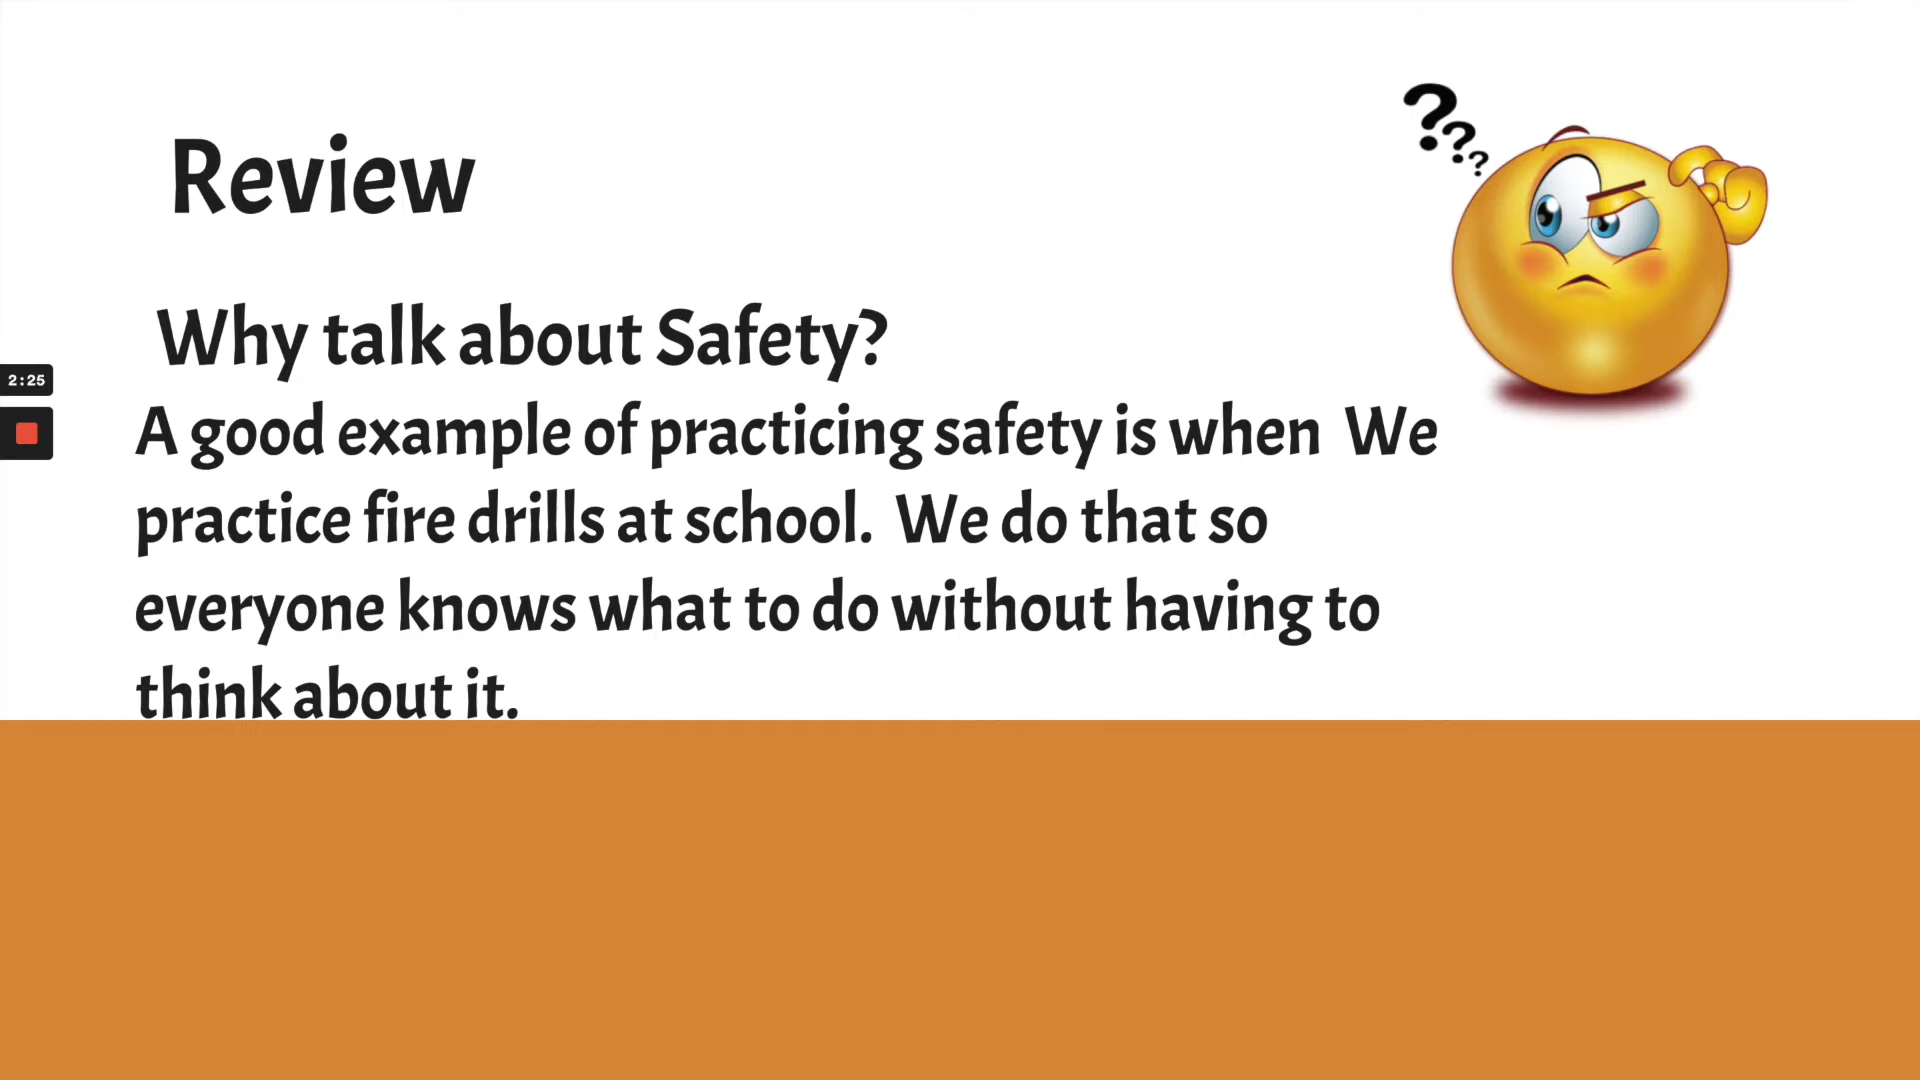 Review
Why talk about Safety?
A good example of practicing safety is when We
practice fire drills at school. We do that so
everyone knows what to do without having to
think about it.
2:25
???